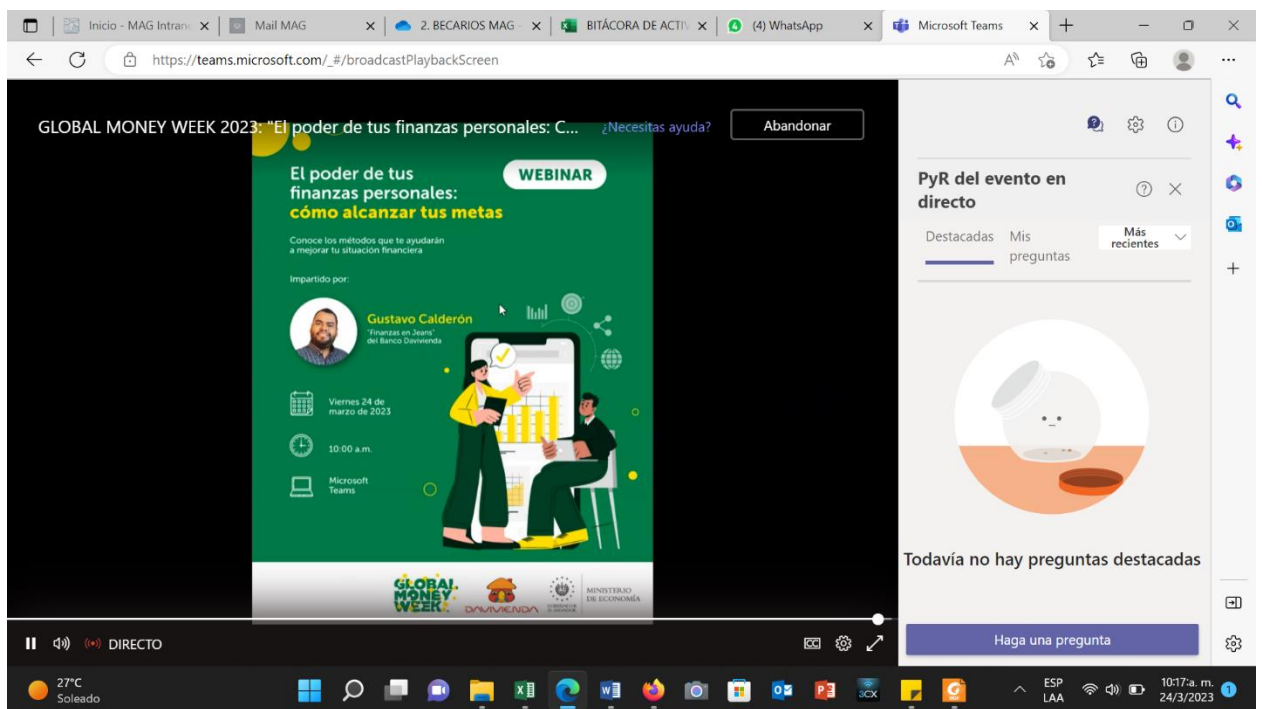 Inicio - MAG Intran
Mail MAG
2. BECARIOS MAG -
BITÁCORA DE ACTIV
(4) WhatsApp
Microsoft Teams
https://teams.microsoft.com/_#/broadcastPlaybackScreen
GLOBAL MONEY WEEK 2023: "El poder de tus finanzas personales: C...
¿Necesitas ayuda?
Abandonar
El poder de tus
finanzas personales:
cómo alcanzar tus metas
WEBINAR
Conoce los métodos que te ayudarán
a mejorar tu situación financiera
Impartido por:
Gustavo Calderón
"Finanzas en Jeans"
del Banco Davivienda
Viernes 24 de
marzo de 2023
10:00 a.m.
Microsoft
Teams
GLOBAL
MONEY
WEEK
DAVIVIENDA
MINISTERIO
DE ECONOMÍA
DIRECTO
PyR del evento en
directo
Destacadas
Mis
preguntas
Más
recientes
Todavía no hay preguntas destacadas
Haga una pregunta
27°C
Soleado
3CX
ESP
LAA
10:17:a. m.
24/3/2023
1